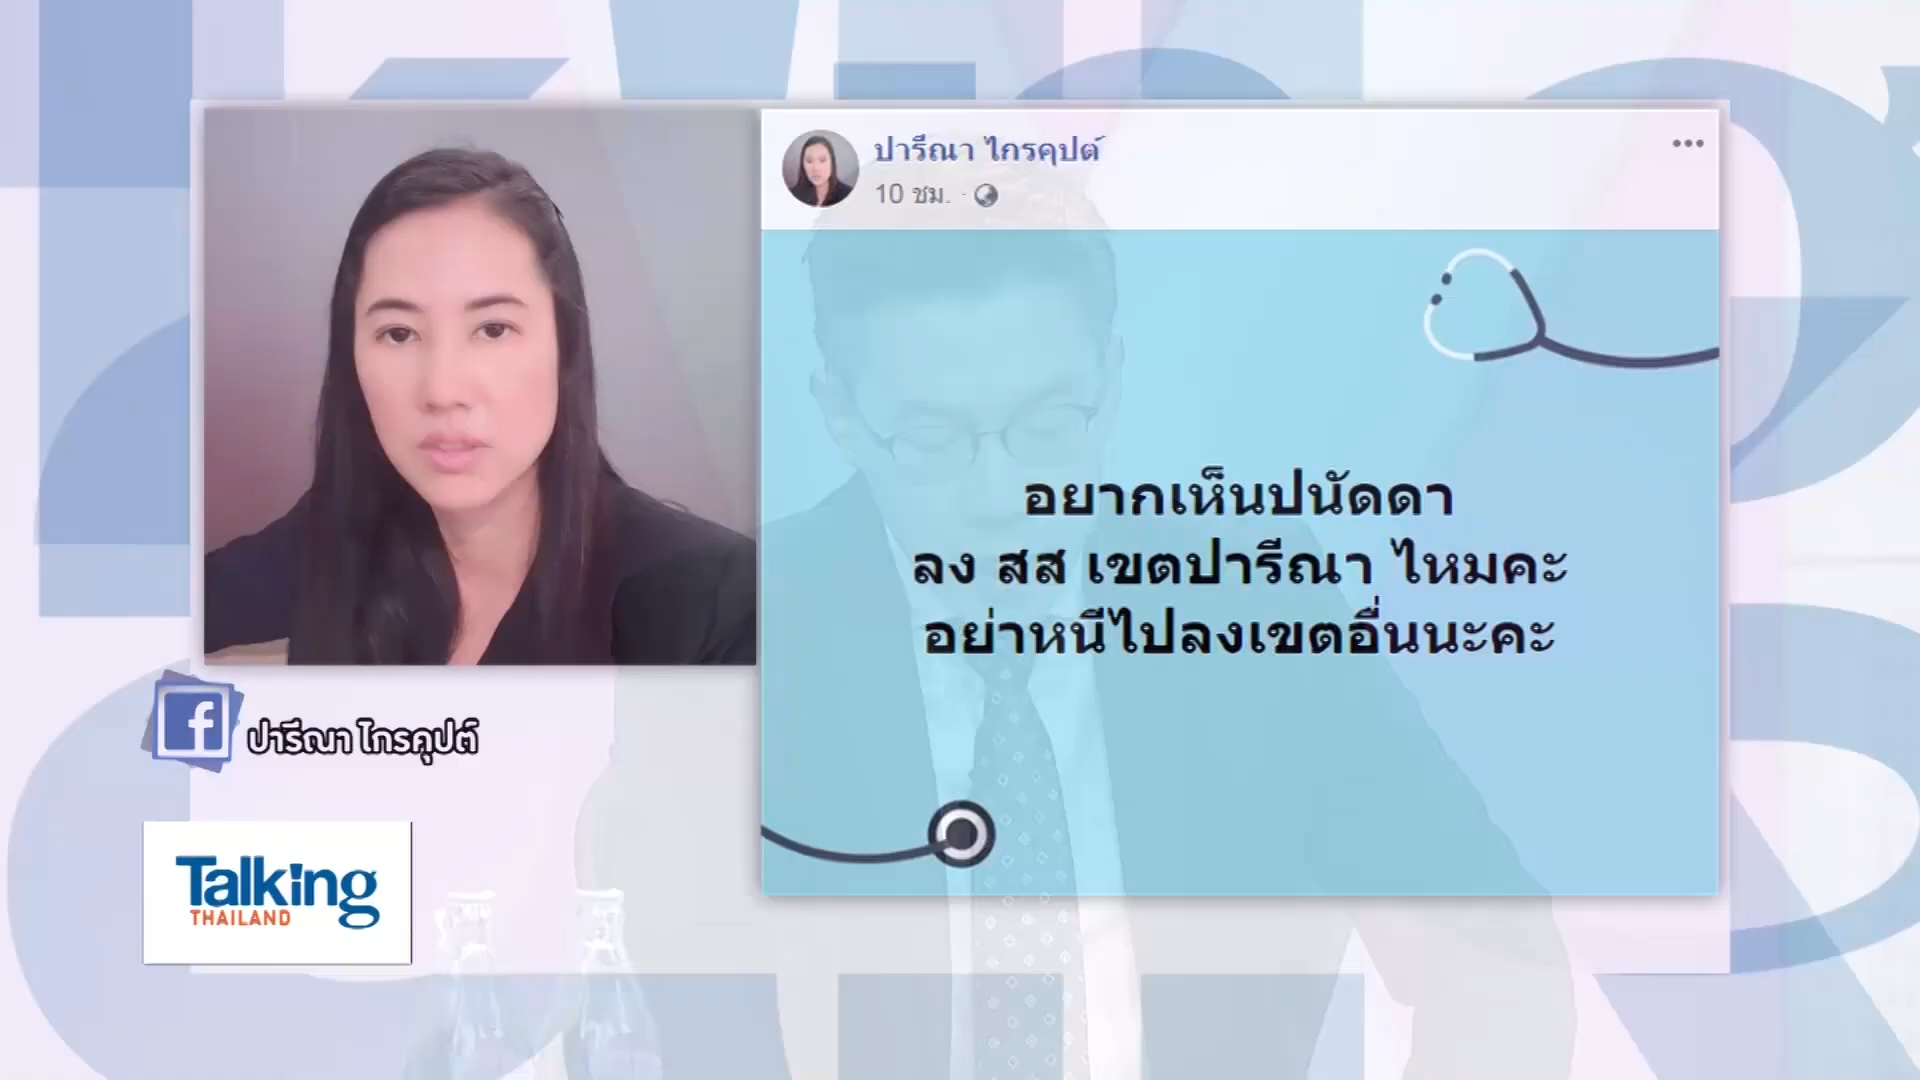 ปารีณา ไกรคุปต์
10 ชม.
อยากเห็นปนัดดา
ลง สส เขตปารีณา ไหมคะ
อย่าหนีไปลงเขตอื่นนะคะ
f
ปารีณา ไกรคุปต์
Talking
THAILAND